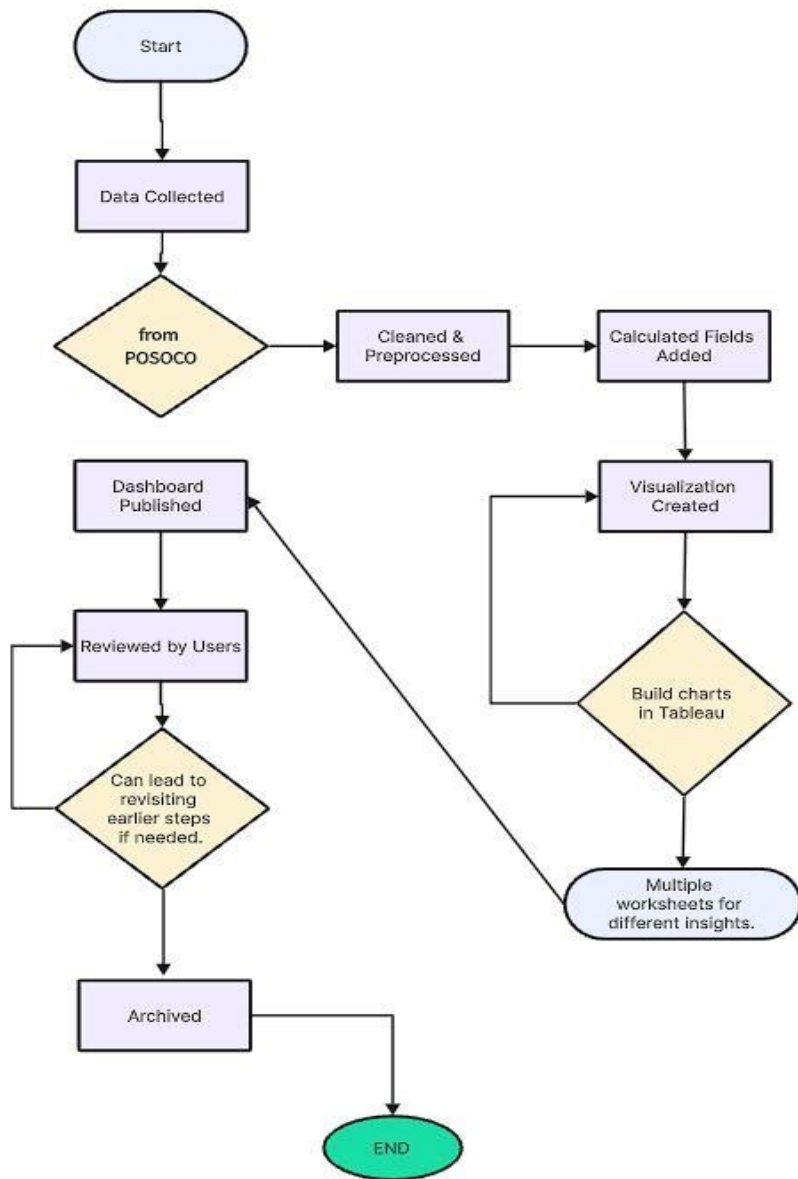 Start
Data Collected
from
POSOCO
Cleaned &
Preprocessed
Calculated Fields
Added
Visualization
Created
Build charts
in Tableau
Multiple
worksheets for
different insights.
Dashboard
Published
Reviewed by Users
Can lead to
revisiting
earlier steps
if needed.
Archived
END